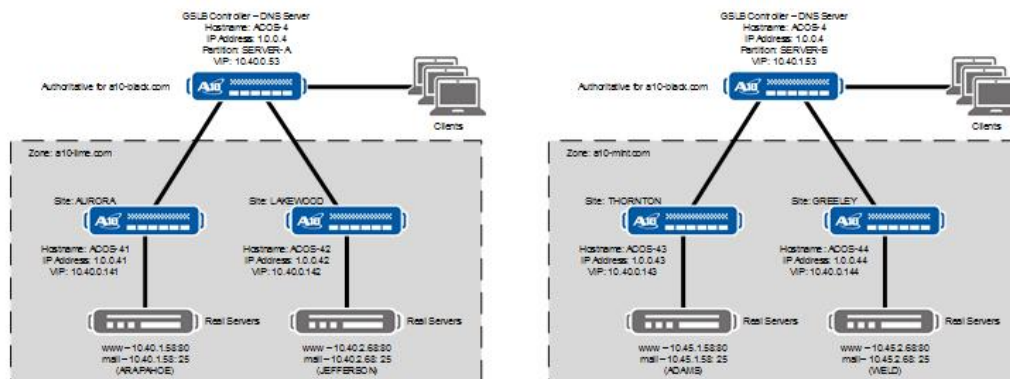 GSLB Controller – DNS Server
Hostname: ACOS-4
IP Address: 1.0.0.4
Partition: SERVER-A
VIP: 10.40.0.53
A10
Authoritative for a10-black.com
Clients
Zone: a10-lime.com
Site: AURORA
A10
Hostname: ACOS-41
IP Address: 1.0.0.41
VIP: 10.40.0.141
Real Servers
www – 10.40.1.58:80
mail – 10.40.1.58: 25
(ARAPAHOE)
Site: LAKEWOOD
A10
Hostname: ACOS-42
IP Address: 1.0.0.42
VIP: 10.40.0.142
Real Servers
www – 10.40.2.68:80
mail – 10.40.2.68: 25
(JEFFERSON)
GSLB Controller – DNS Server
Hostname: ACOS-4
IP Address: 1.0.0.4
Partition: SERVER-B
VIP: 10.40.1.53
A10
Authoritative for a10-black.com
Clients
Zone: a10-mint.com
Site: THORNTON
A10
Hostname: ACOS-43
IP Address: 1.0.0.43
VIP: 10.40.0.143
Real Servers
www – 10.45.1.58:80
mail – 10.45.1.58: 25
(ADAMS)
Site: GREELEY
A10
Hostname: ACOS-44
IP Address: 1.0.0.44
VIP: 10.40.0.144
Real Servers
www – 10.45.2.68:80
mail – 10.45.2.68: 25
(WELD)